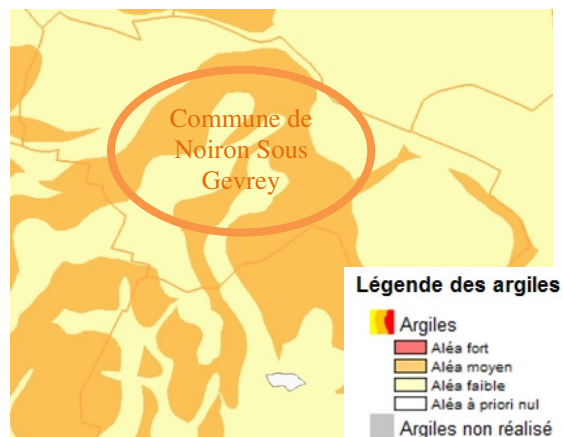 Commune de
Noiron Sous
Gevrey
Légende des argiles
Argiles
Aléa fort
Aléa moyen
Aléa faible
Aléa à priori nul
Argiles non réalisé